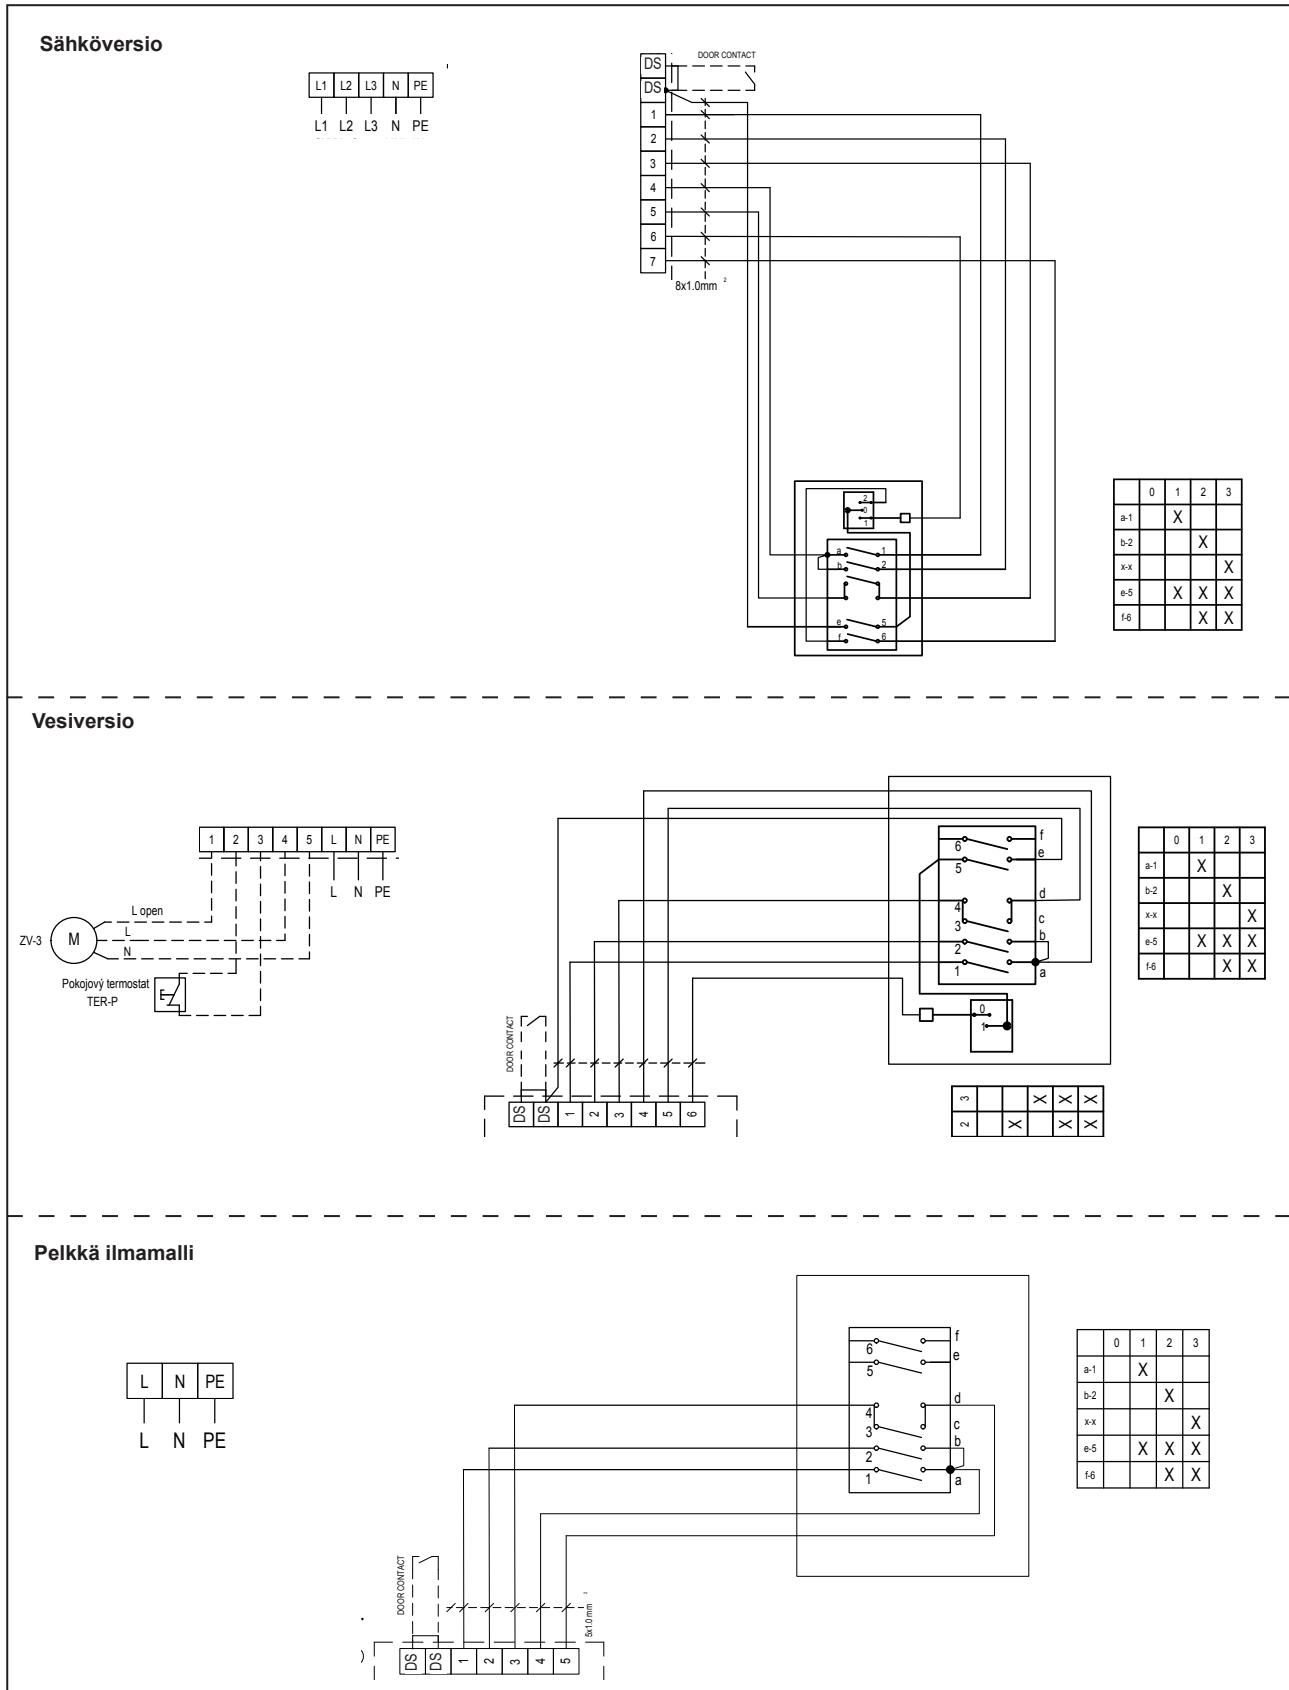 Sähköversio
L1 L2 L3 N PE
L1 L2 L3 N PE
DS
DOOR CONTACT
DS
1
2
3
4
5
6
7
8x1.0mm 2
2
0
1
a 1
b 2
e 5
f 6
0 1 2 3
a-1 X
b-2 X
x-x X
e-5 X X X
f-6 X X
Vesiversio
1 2 3 4 5 L N PE
L N PE
L open
L
N
ZV-3
M
Pokojový termostat
TER-P
6 f
5 e
4 d
3 c
2 b
1 a
0
1
0 1 2 3
a-1 X
b-2 X
x-x X
e-5 X X X
f-6 X X
DOOR CONTACT
DS DS 1 2 3 4 5 6
3 X X X
2 X X X
Pelkkä ilmamalli
L N PE
L N PE
6 f
5 e
4 d
3 c
2 b
1 a
0 1 2 3
a-1 X
b-2 X
x-x X
e-5 X X X
f-6 X X
DOOR CONTACT
5x1.0 mm 2
)
DS DS 1 2 3 4 5